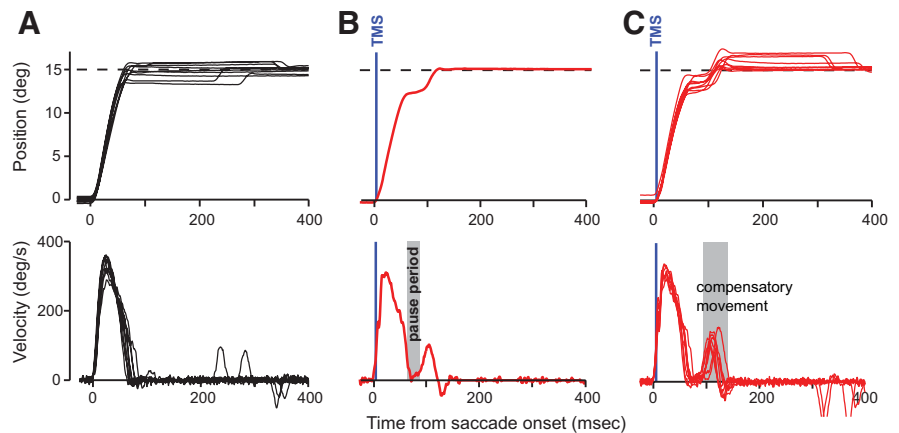 A
B
C
TMS
TMS
Position (deg)
15
10
5
0
0
200
400
0
200
400
0
200
400
Velocity (deg/s)
400
200
0
0
200
400
pause period
0
200
400
compensatory
movement
0
200
400
Time from saccade onset (msec)